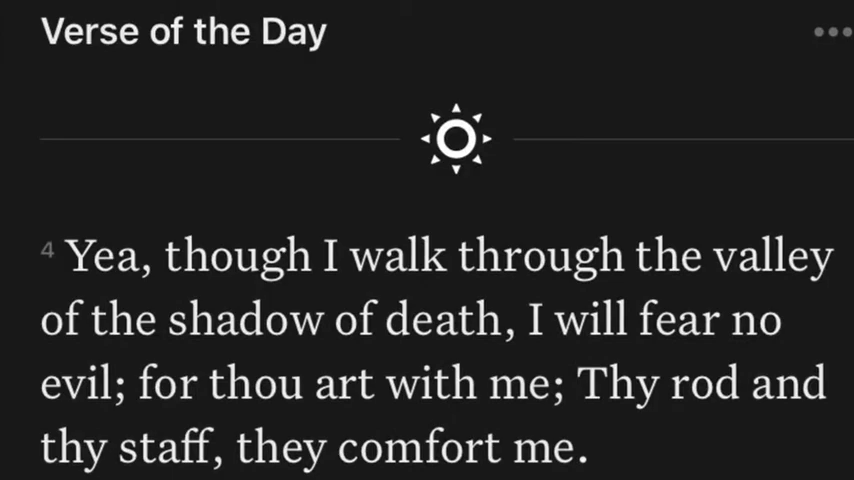 Verse of the Day
4 Yea, though I walk through the valley
of the shadow of death, I will fear no
evil; for thou art with me; Thy rod and
thy staff, they comfort me.